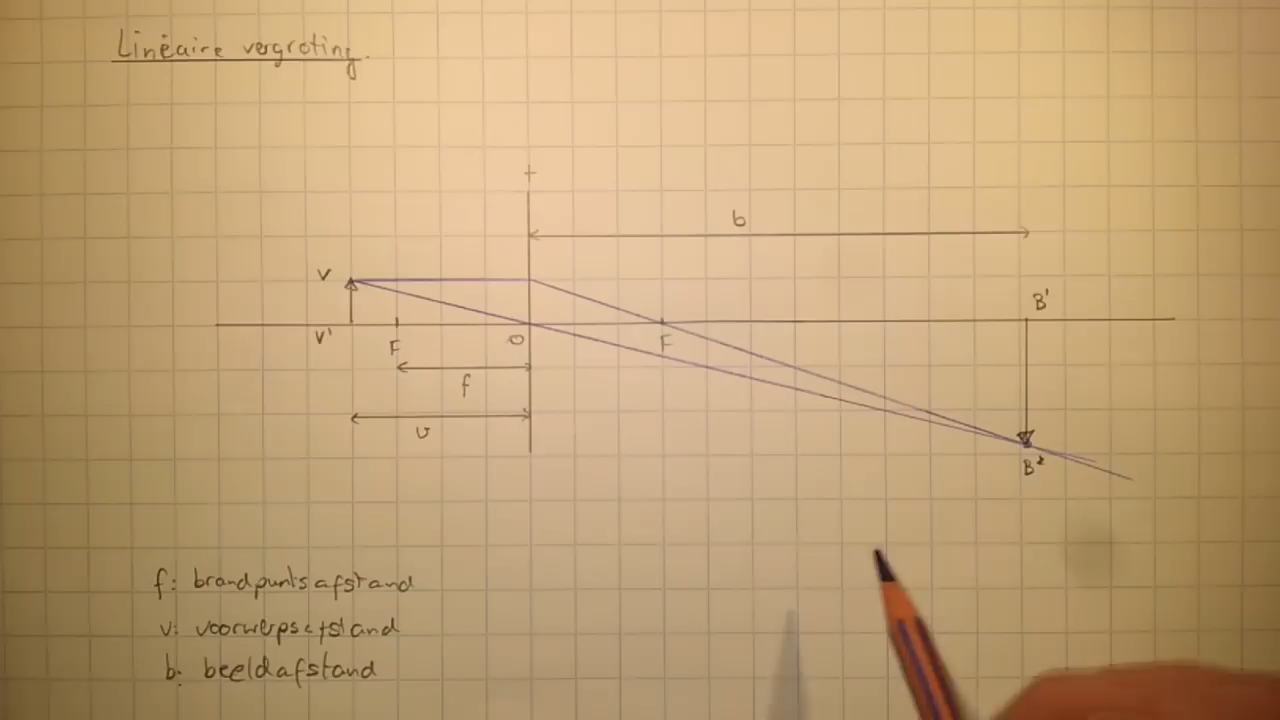 Lineaire vergroting.
+
b
V
B'
V'
F
O
F
f
v
B*
f: brandpuntsafstand
v: voorwerpsafstand
b: beeldafstand